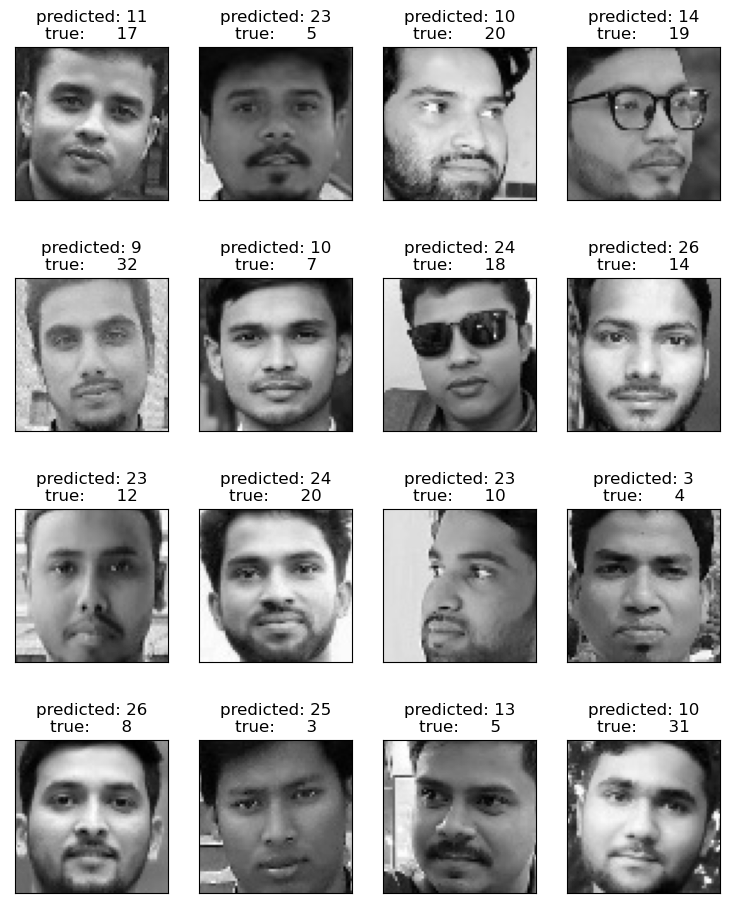 predicted: 11
true: 17
predicted: 23
true: 5
predicted: 10
true: 20
predicted: 14
true: 19
predicted: 9
true: 32
predicted: 10
true: 7
predicted: 24
true: 18
predicted: 26
true: 14
predicted: 23
true: 12
predicted: 24
true: 20
predicted: 23
true: 10
predicted: 3
true: 4
predicted: 26
true: 8
predicted: 25
true: 3
predicted: 13
true: 5
predicted: 10
true: 31